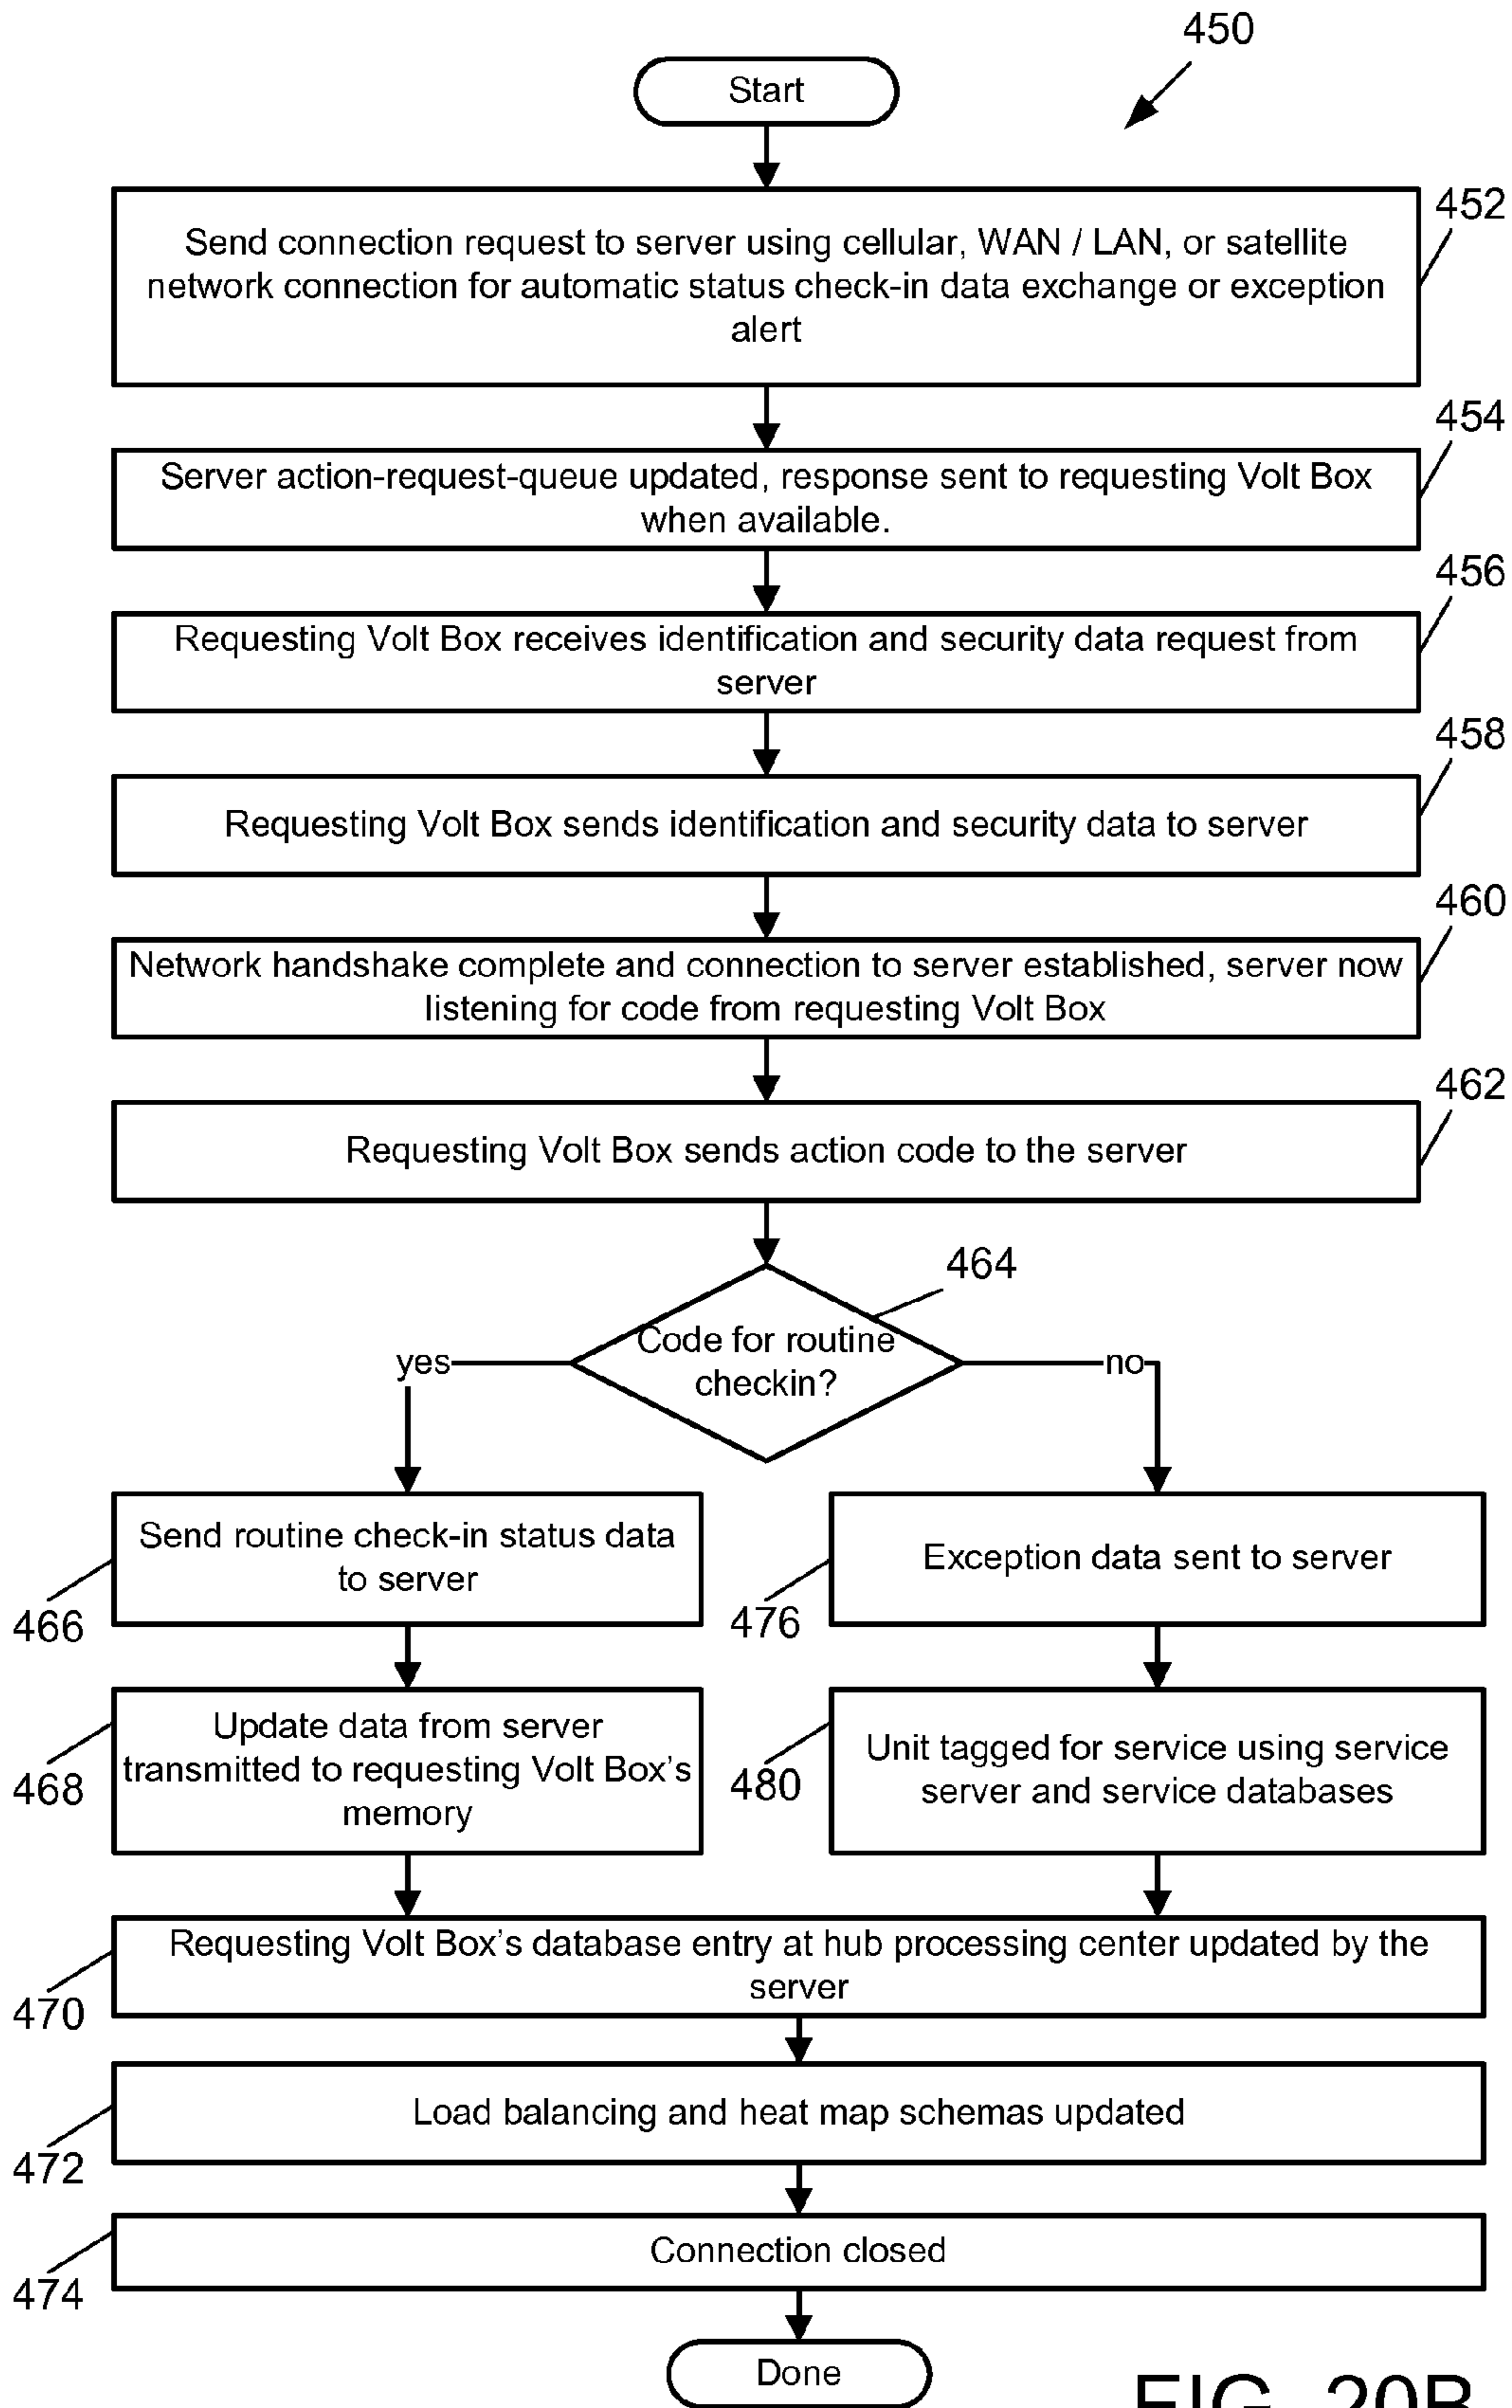 450
Start
452
Send connection request to server using cellular, WAN / LAN, or satellite
network connection for automatic status check-in data exchange or exception
alert
454
Server action-request-queue updated, response sent to requesting Volt Box
when available.
456
Requesting Volt Box receives identification and security data request from
server
458
Requesting Volt Box sends identification and security data to server
460
Network handshake complete and connection to server established, server now
listening for code from requesting Volt Box
462
Requesting Volt Box sends action code to the server
464
Code for routine
checkin?
yes
no
Send routine check-in status data
to server
466
Exception data sent to server
476
Update data from server
transmitted to requesting Volt Box's
memory
468
Unit tagged for service using service
server and service databases
480
Requesting Volt Box's database entry at hub processing center updated by the
server
470
Load balancing and heat map schemas updated
472
Connection closed
474
Done
FIG. 20B